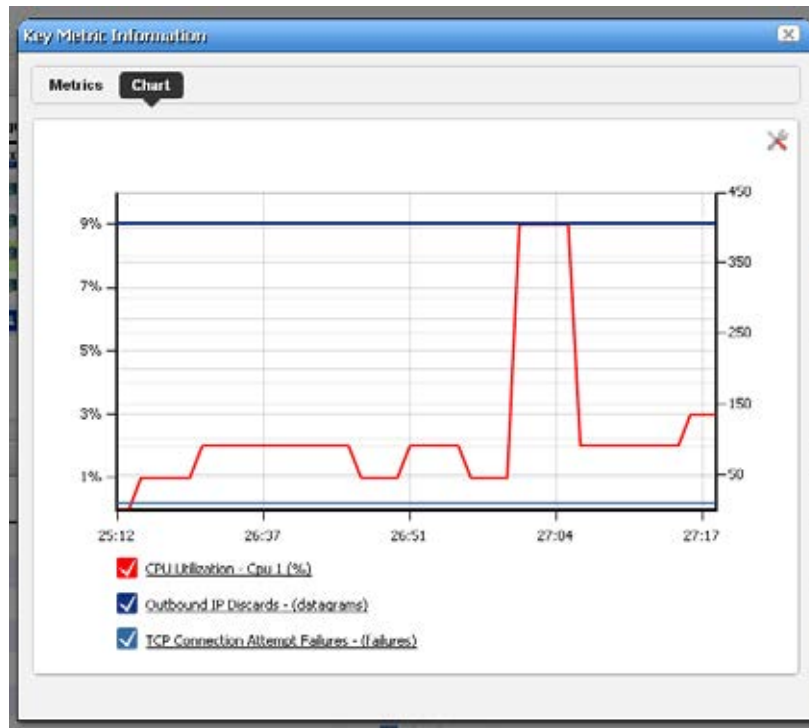 Key Metric Information
Metrics Chart
450
9%
350
7%
250
5%
3%
150
1%
50
25:12 26:37 26:51 27:04 27:17
CPU Utilization - Cpu 1 (%)
Outbound IP Discards - (datagrams)
TCP Connection Attempt Failures - (failures)